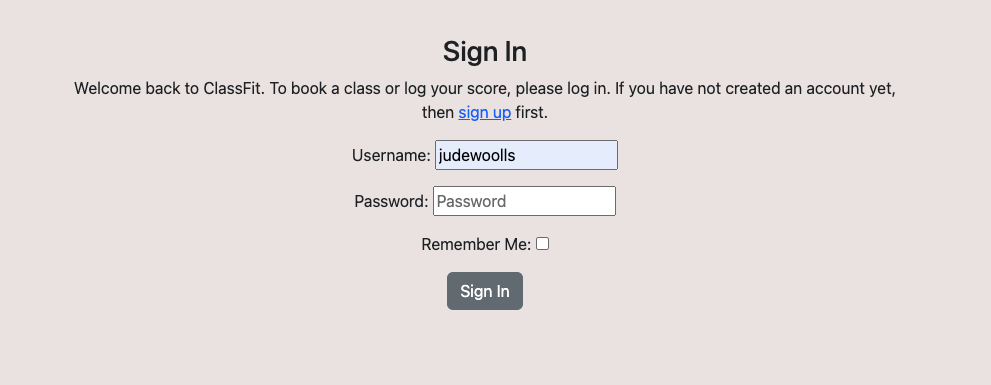 Sign In
Welcome back to ClassFit. To book a class or log your score, please log in. If you have not created an account yet,
then sign up first.
Username: judewoolls
Password: Password
Remember Me:
Sign In